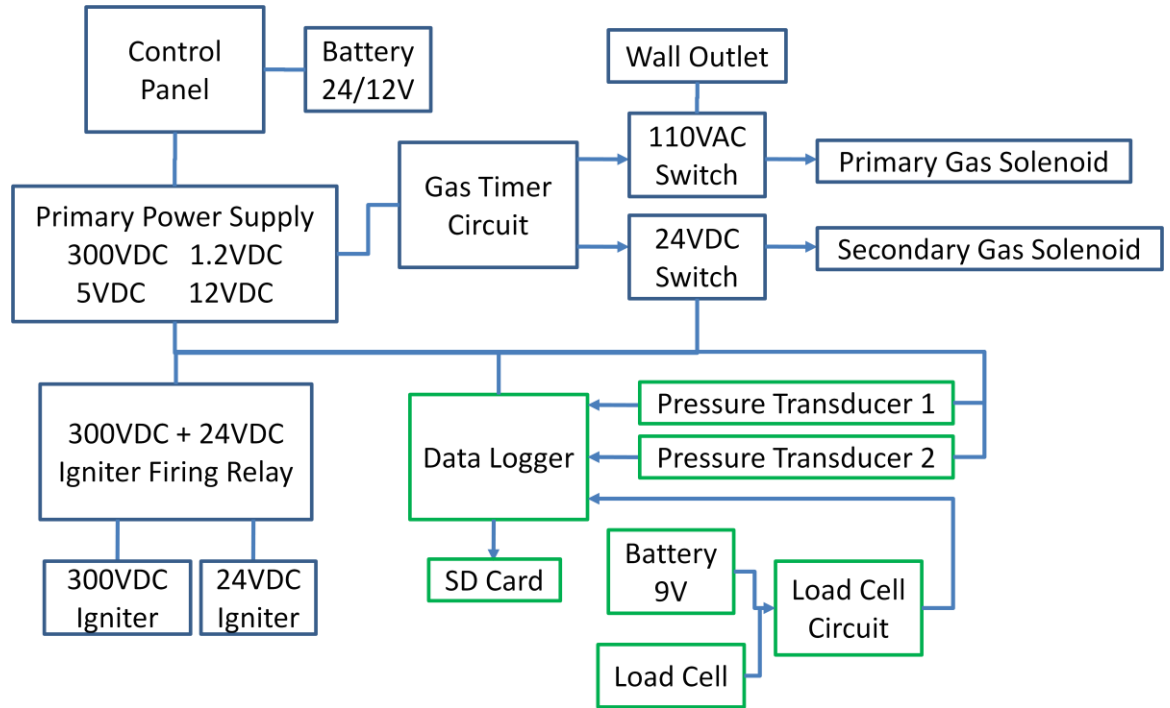 Control
Panel
Battery
24/12V
Wall Outlet
110VAC
Switch
Primary Gas Solenoid
Gas Timer
Circuit
Primary Power Supply
300VDC 1.2VDC
5VDC 12VDC
24VDC
Switch
Secondary Gas Solenoid
300VDC + 24VDC
Igniter Firing Relay
Data Logger
Pressure Transducer 1
Pressure Transducer 2
300VDC
Igniter
24VDC
Igniter
SD Card
Battery
9V
Load Cell
Circuit
Load Cell